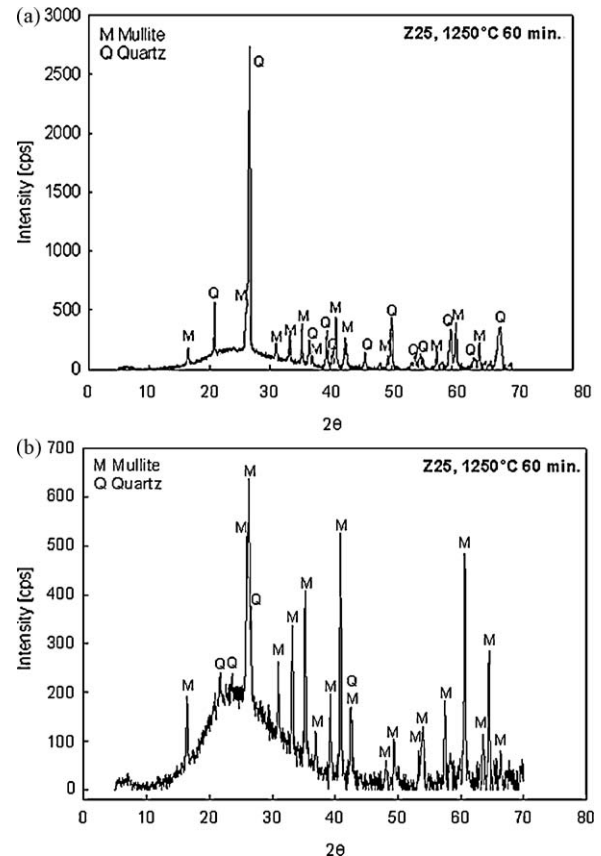 (a)
3000
M Mullite
Q Quartz
Z25, 1250°C 60 min.
Q
2500
2000
1500
1000
500
0
Intensity [cps]
M Q M M M M Q M Q Q M M Q M Q Q Q M Q M Q M Q
0 10 20 30 40 50 60 70 80
2θ
(b)
700
M Mullite
Q Quartz
Z25, 1250°C 60 min.
600
500
400
300
200
100
0
Intensity [cps]
M Q Q M M Q M M M M M M Q M M M M M M M M M M
0 10 20 30 40 50 60 70 80
2θ